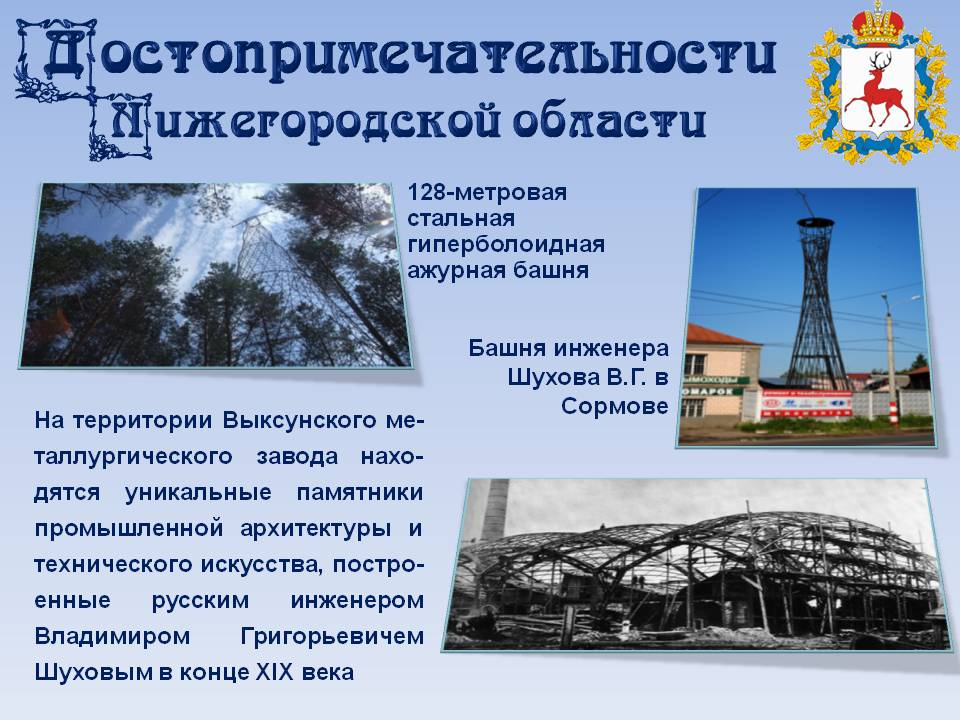 Достопримечательности
Нижегородской области
128-метровая
стальная
гиперболоидная
ажурная башня
Башня инженера
Шухова В.Г. в
Сормове
ДЫМОХОДЫ
На территории Выксунского ме-
таллургического завода нахо-
дятся уникальные памятники
промышленной архитектуры и
технического искусства, постро-
енные русским инженером
Владимиром Григорьевичем
Шуховым в конце XIX века